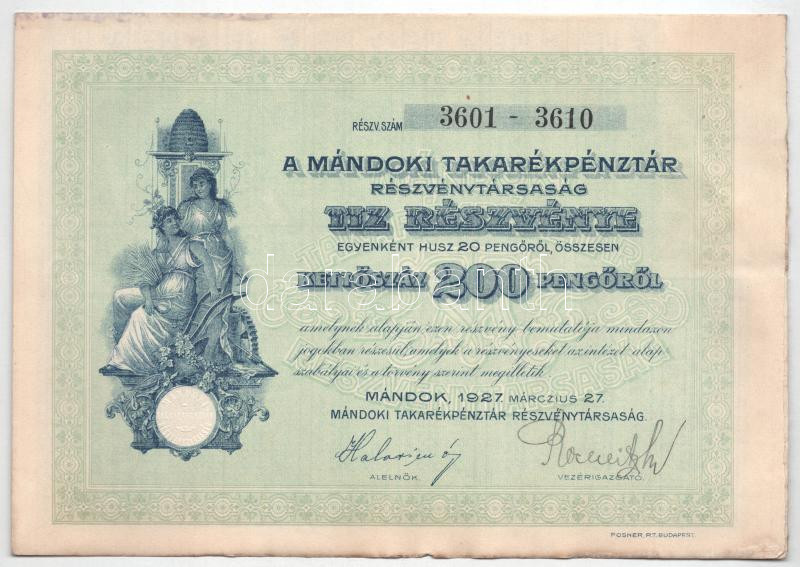 RÉSZV. SZÁM 3601 - 3610
A MÁNDOKI TAKARÉKPÉNZTÁR
RÉSZVÉNYTÁRSASÁG
TIZ RÉSZVÉNYE
EGYENKÉNT HUSZ 20 PENGŐRŐL, ÖSSZESEN
KETTŐSZÁZ 200 PENGŐRŐL
amelynek alapján ezen részvény bemutatója mindazon
jogokban részesül, amelyek a részvényeseket az intézet alap-
szabályai és a törvény szerint megilletik.
MÁNDOK, 1927. MÁRCZIUS 27.
MÁNDOKI TAKARÉKPÉNZTÁR RÉSZVÉNYTÁRSASÁG.
ALELNÖK.
VEZÉRIGAZGATÓ.
POSNER, R.T. BUDAPEST.